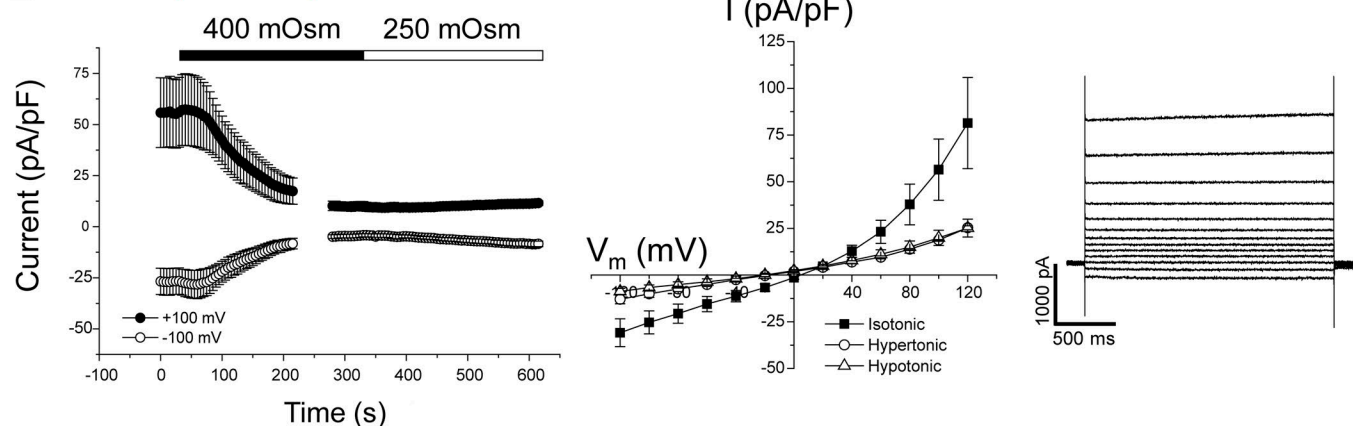 400 mOsm 250 mOsm
Current (pA/pF)
75
50
25
0
-25
-50
+100 mV
-100 mV
-100 0 100 200 300 400 500 600
Time (s)
I (pA/pF)
125
100
75
50
25
-25
-50
Vm (mV)
40 80 120
Isotonic
Hypertonic
Hypotonic
1000 pA
500 ms